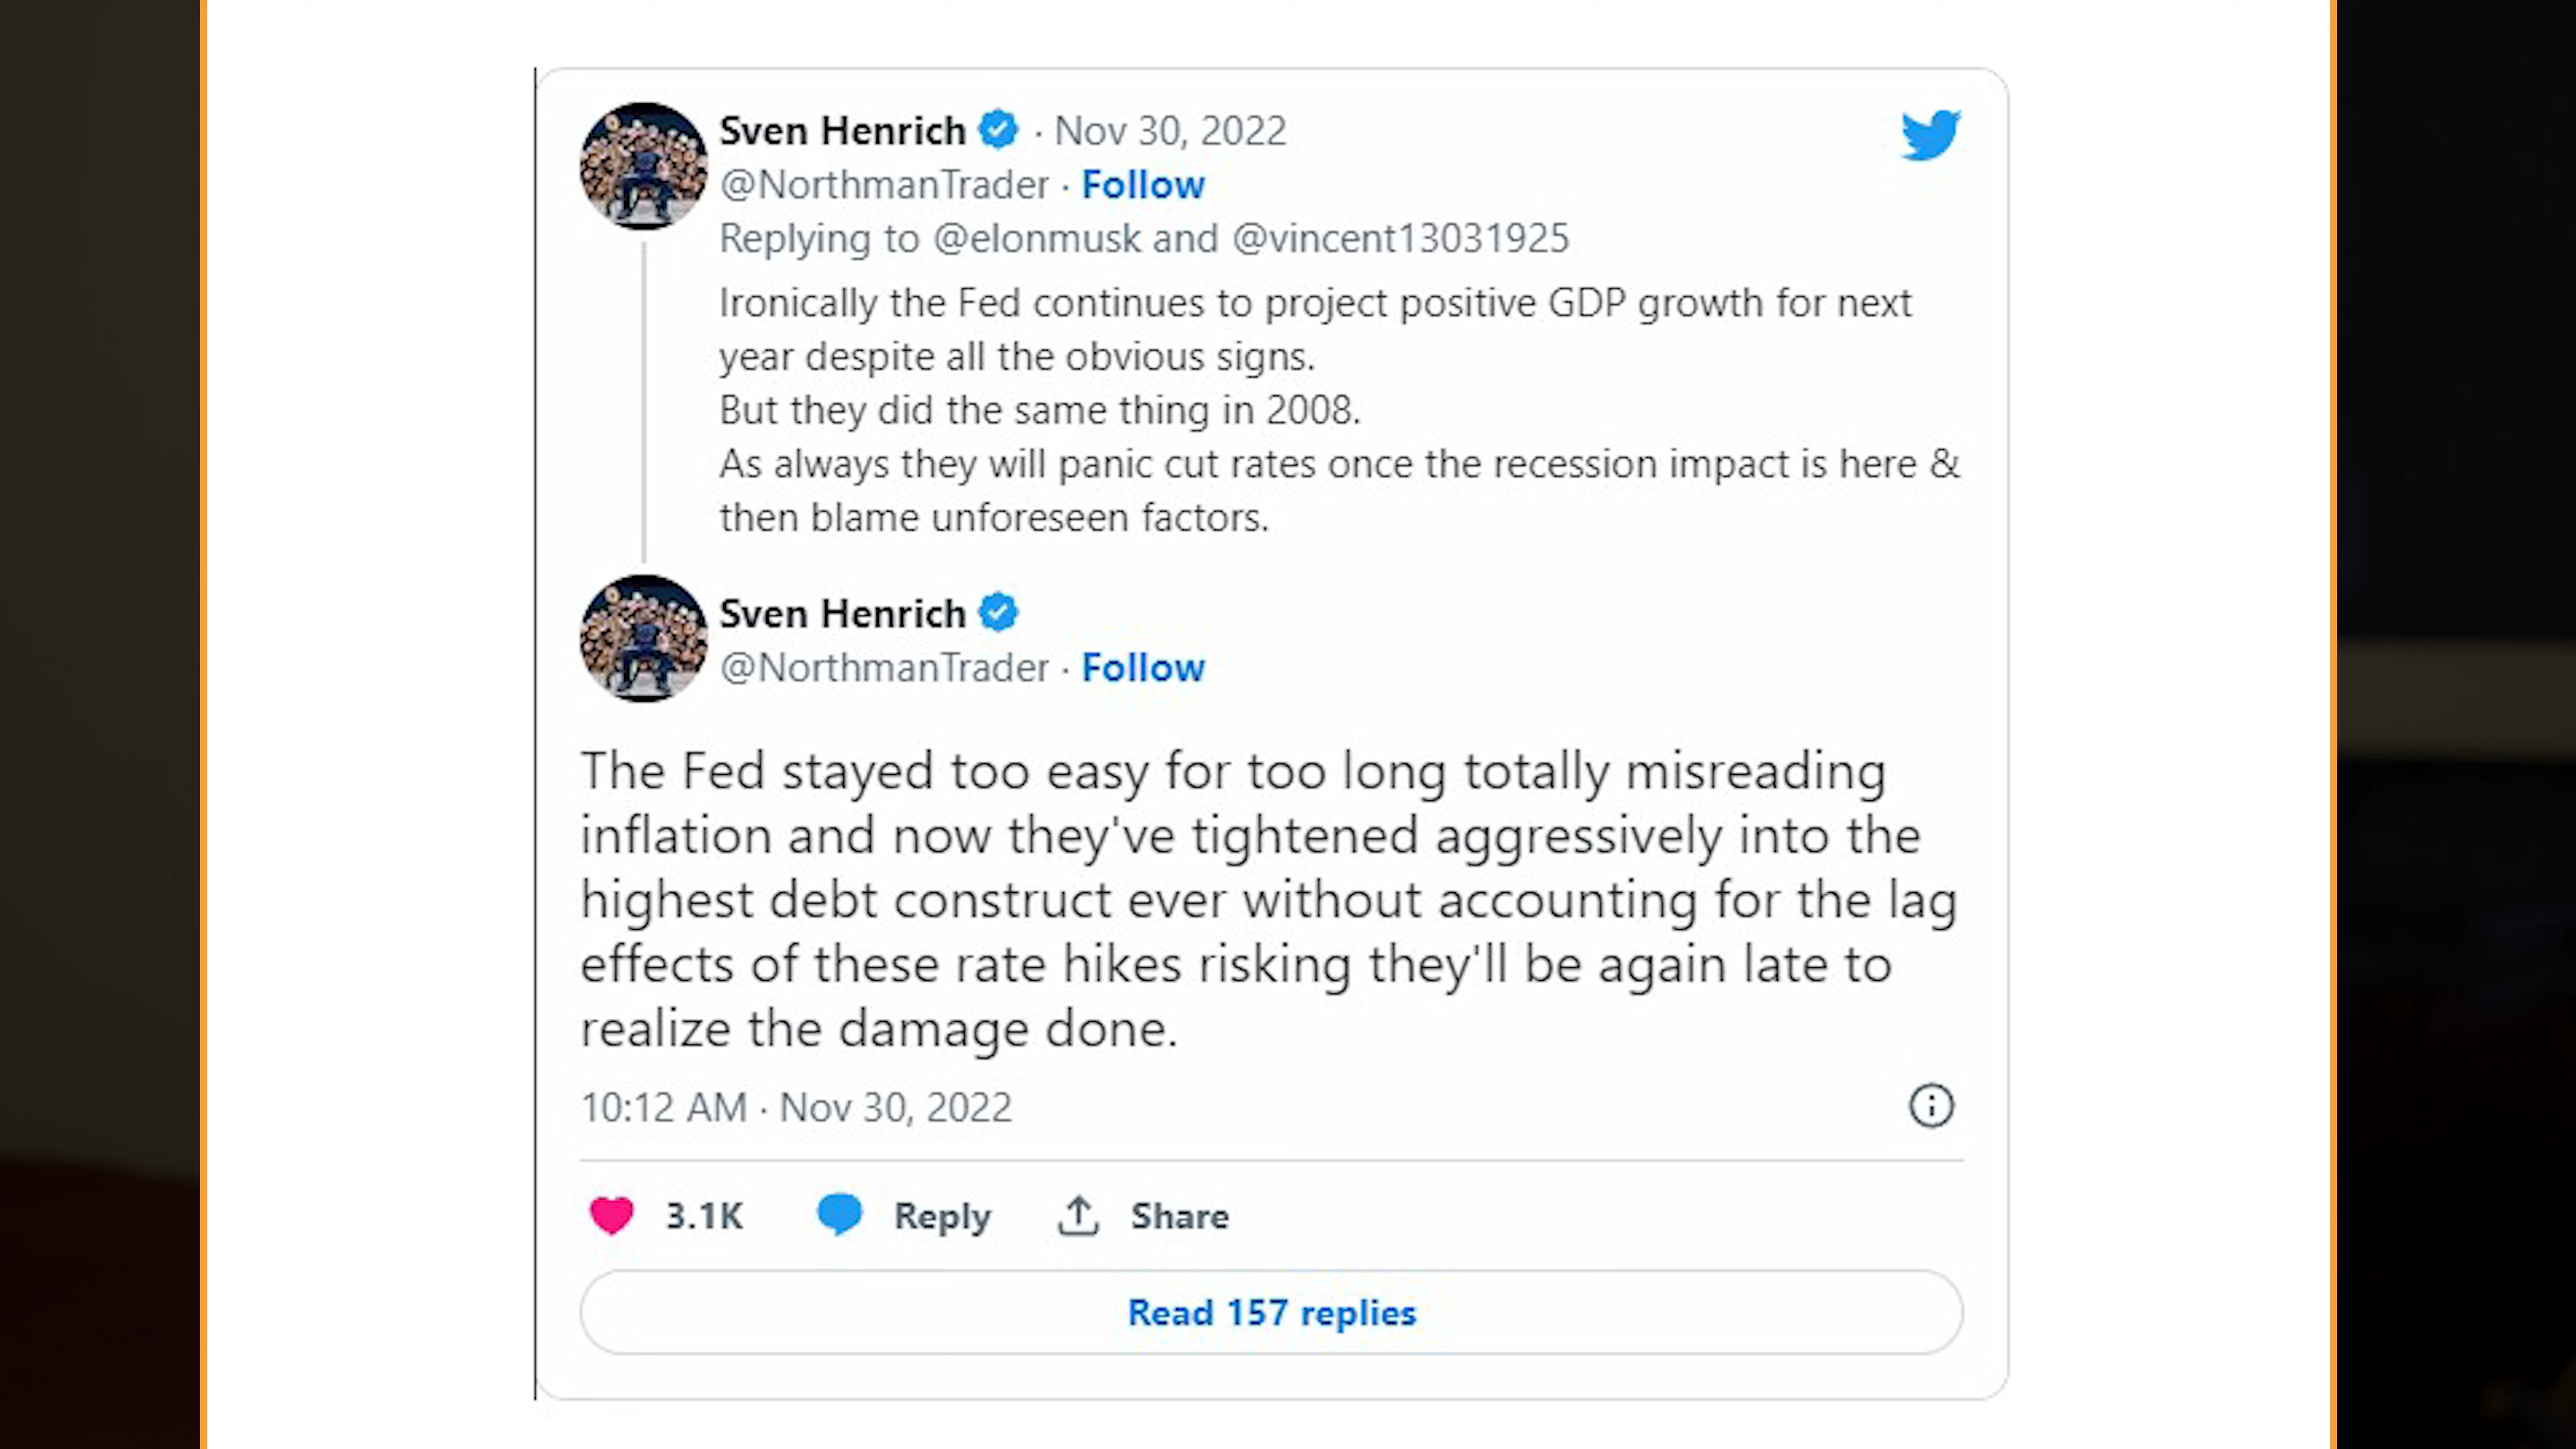 Sven Henrich · Nov 30, 2022
@NorthmanTrader · Follow
Replying to @elonmusk and @vincent13031925
Ironically the Fed continues to project positive GDP growth for next
year despite all the obvious signs.
But they did the same thing in 2008.
As always they will panic cut rates once the recession impact is here &
then blame unforeseen factors.
Sven Henrich
@NorthmanTrader · Follow
The Fed stayed too easy for too long totally misreading
inflation and now they've tightened aggressively into the
highest debt construct ever without accounting for the lag
effects of these rate hikes risking they'll be again late to
realize the damage done.
10:12 AM · Nov 30, 2022
3.1K Reply Share
Read 157 replies